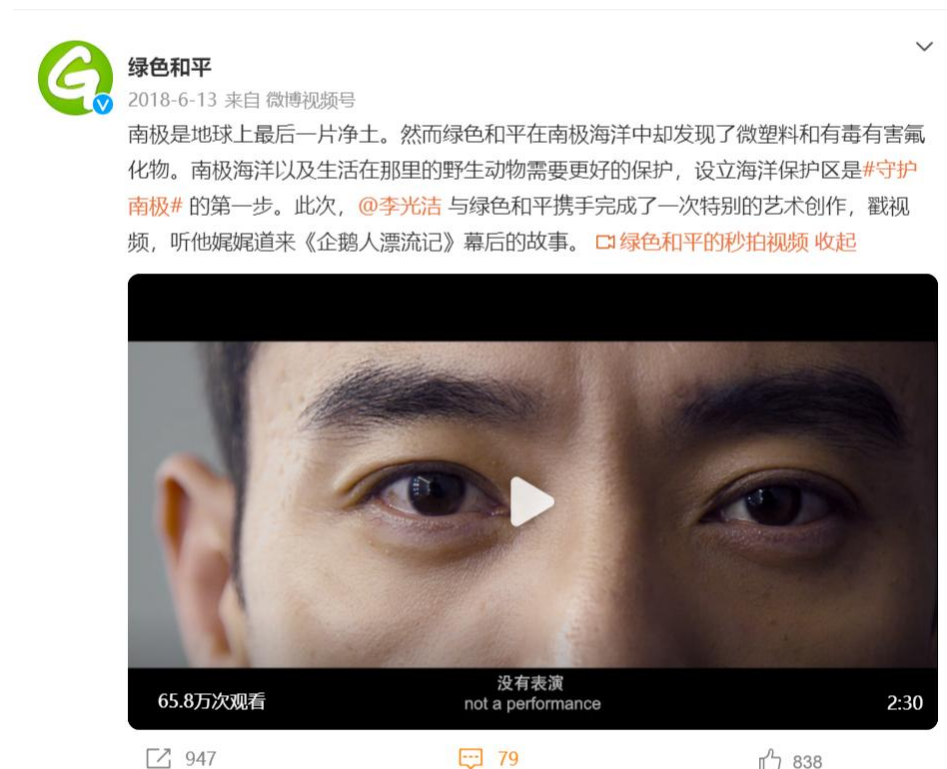 绿色和平
2018-6-13 来自 微博视频号
南极是地球上最后一片净土。然而绿色和平在南极海洋中却发现了微塑料和有毒有害氟
化物。南极海洋以及生活在那里的野生动物需要更好的保护，设立海洋保护区是#守护
南极# 的第一步。此次，@李光洁 与绿色和平携手完成了一次特别的艺术创作，戳视
频，听他娓娓道来《企鹅人漂流记》幕后的故事。 绿色和平的秒拍视频 收起
没有表演
not a performance
65.8万次观看
2:30
947
79
838